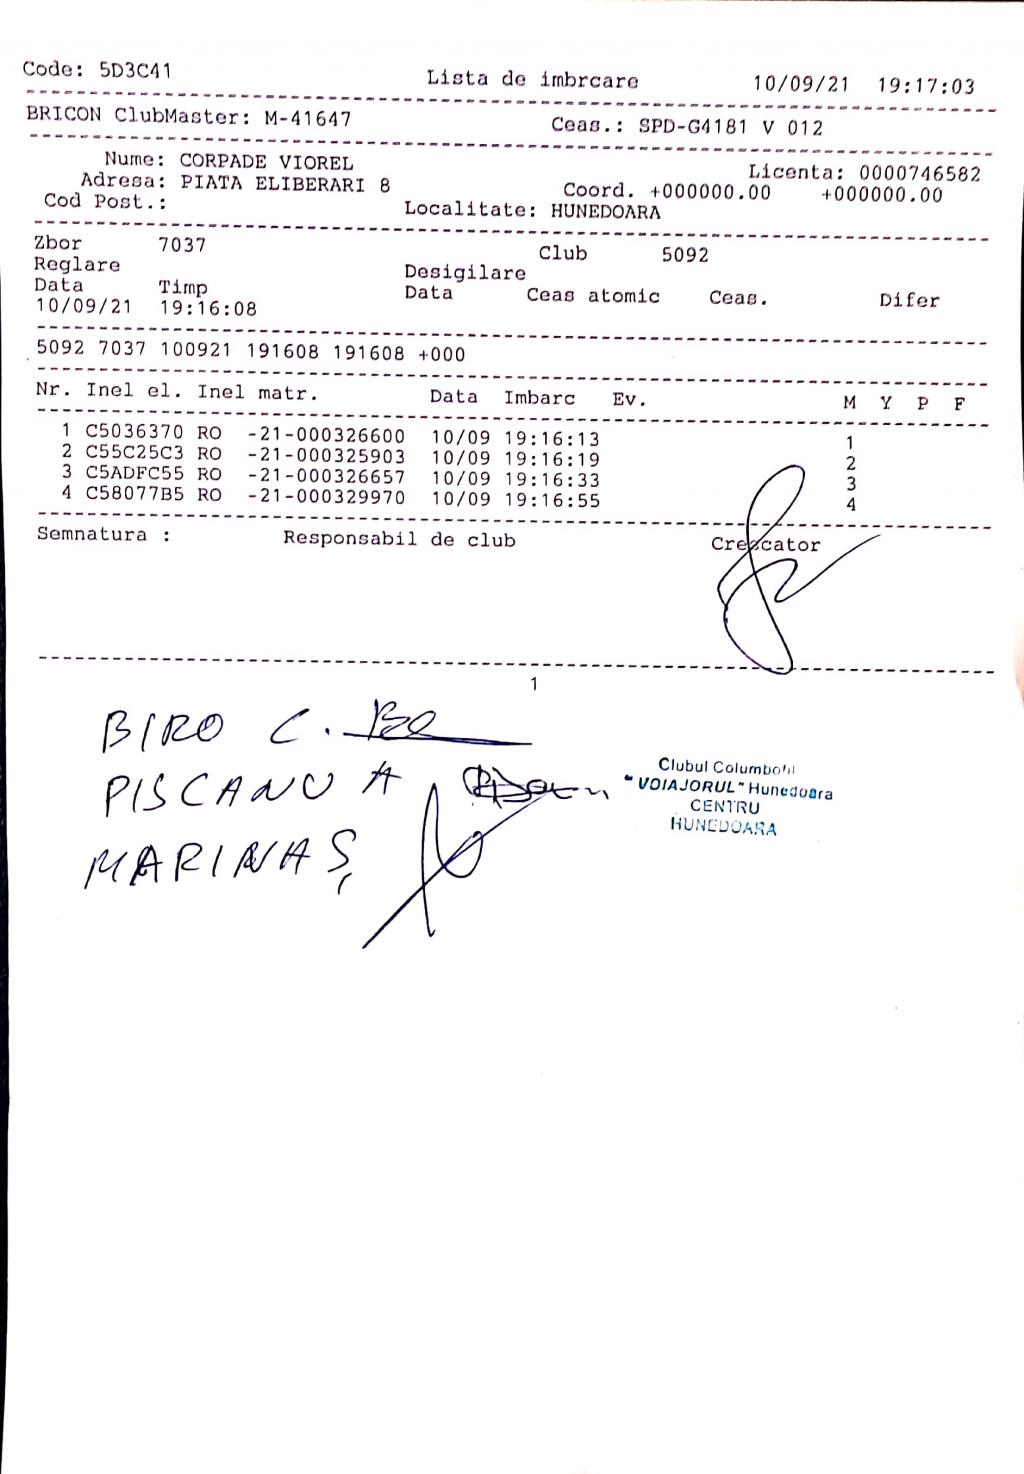 Code: 5D3C41 Lista de imbrcare 10/09/21 19:17:03
BRICON ClubMaster: M-41647 Ceas.: SPD-G4181 V 012
Nume: CORPADE VIOREL Licenta: 0000746582
Adresa: PIATA ELIBERARI 8 Coord. +000000.00 +000000.00
Cod Post.: Localitate: HUNEDOARA
Zbor 7037 Club 5092
Reglare Desigilare
Data Timp Data Ceas atomic Ceas. Difer
10/09/21 19:16:08
5092 7037 100921 191608 191608 +000
Nr. Inel el. Inel matr. Data Imbarc Ev. M Y P F
1 C5036370 RO -21-000326600 10/09 19:16:13 1
2 C55C25C3 RO -21-000325903 10/09 19:16:19 2
3 C5ADFC55 RO -21-000326657 10/09 19:16:33 3
4 C58077B5 RO -21-000329970 10/09 19:16:55 4
Semnatura : Responsabil de club Crescator
1
BIRO C.
PISCANU A
MARINAȘ
Clubul Columbofil
"VOIAJORUL" Hunedoara
CENTRU
HUNEDOARA